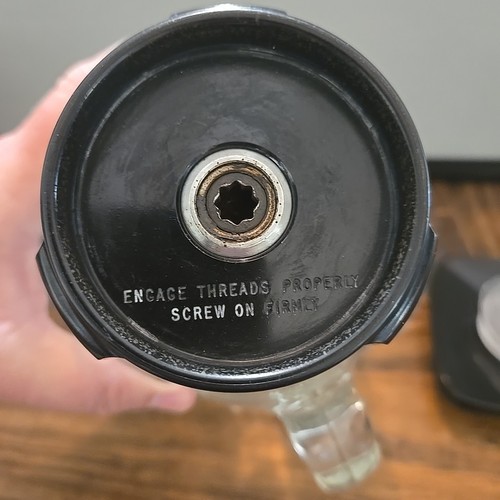 ENGAGE THREADS PROPERLY
SCREW ON FIRMLY